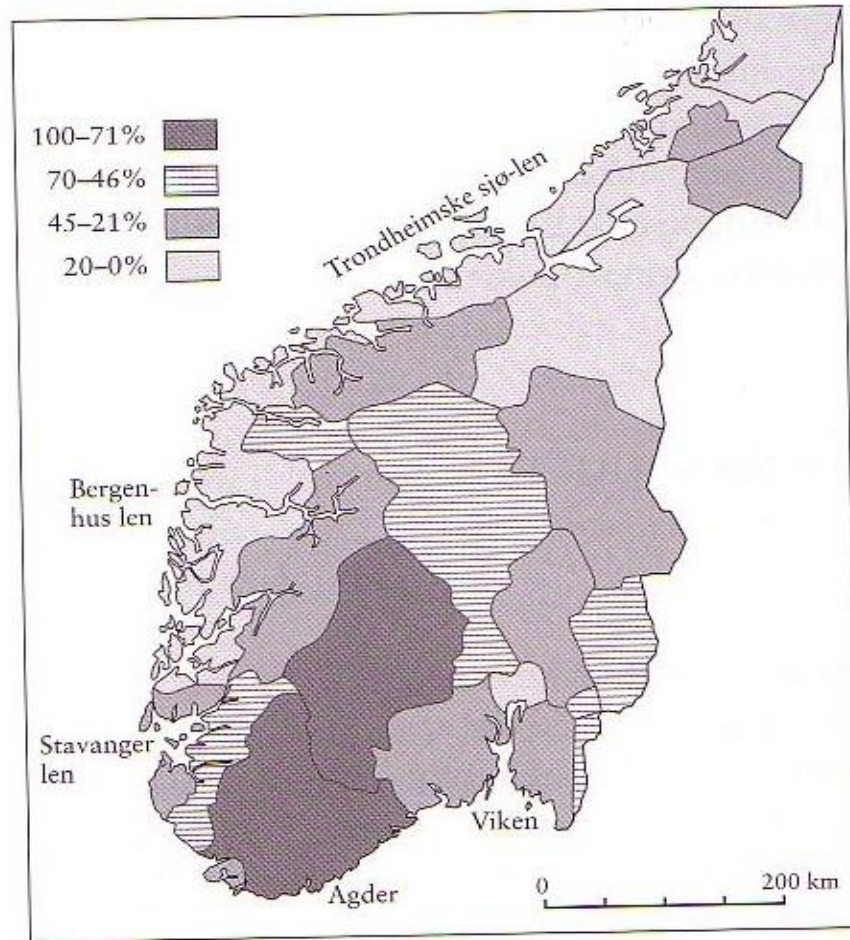 100–71%
70–46%
45–21%
20–0%
Trondheimske sjø-len
Bergen-
hus len
Stavanger
len
Viken
Agder
0
200 km